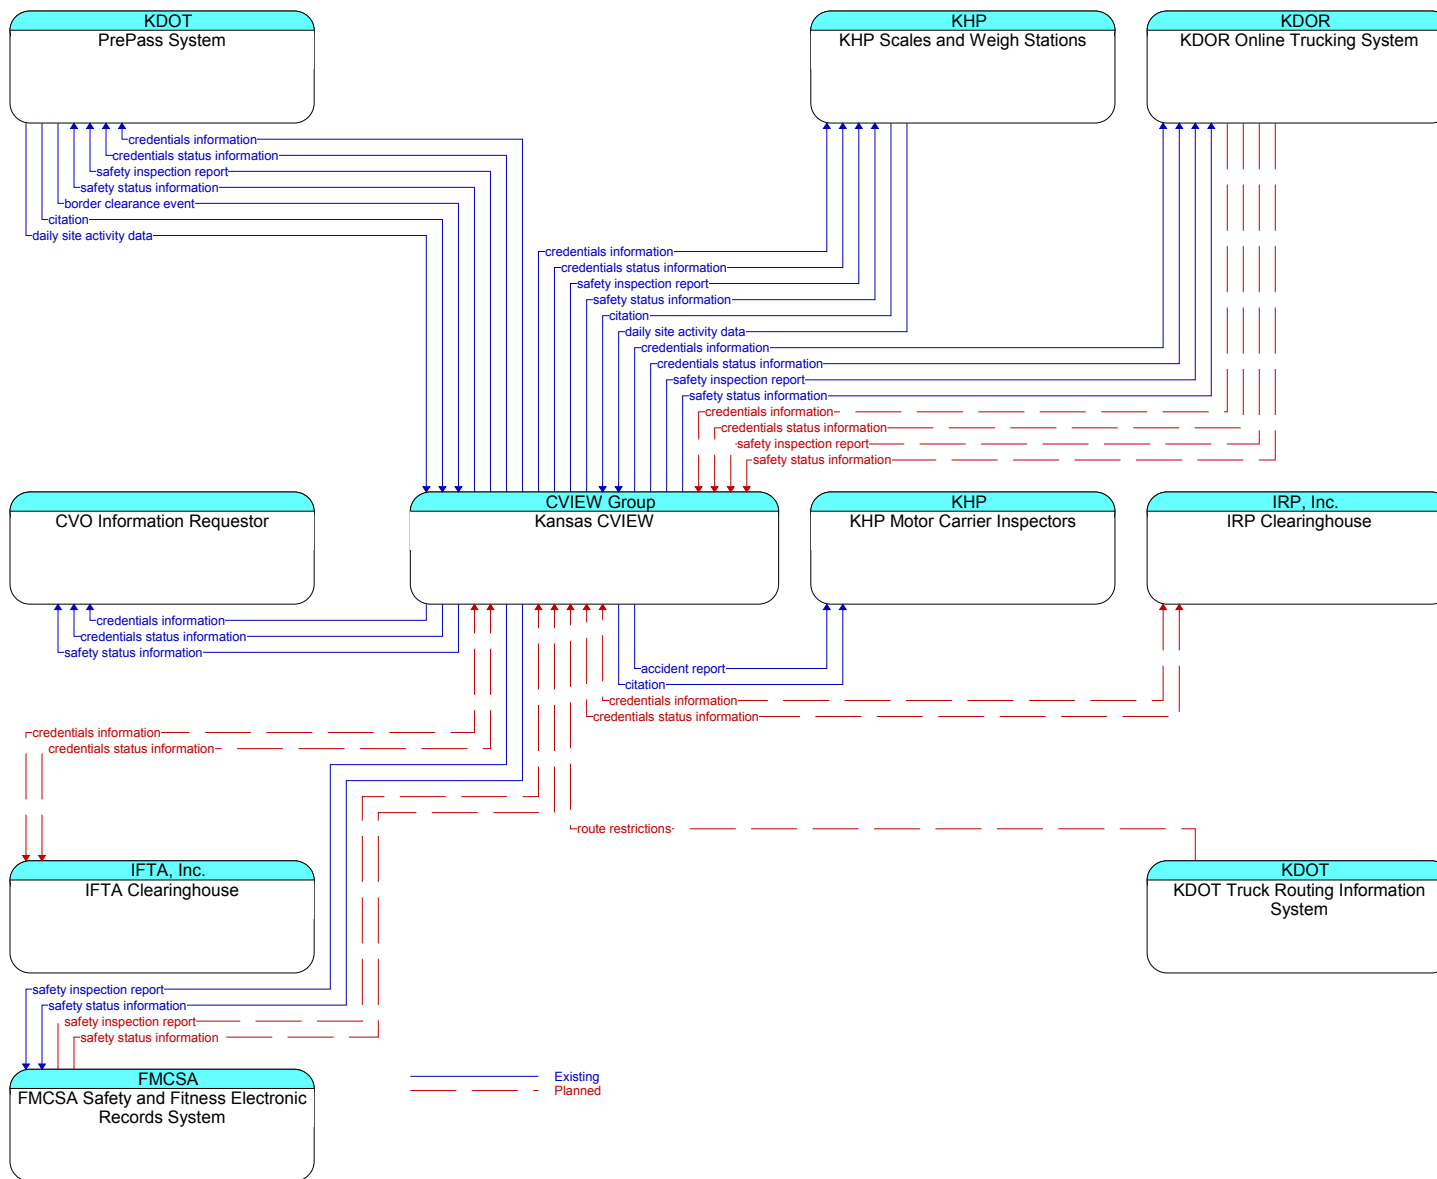 KDOT
PrePass System
KHP
KHP Scales and Weigh Stations
KDOR
KDOR Online Trucking System
credentials information
credentials status information
safety inspection report
safety status information
border clearance event
citation
daily site activity data
credentials information
credentials status information
safety inspection report
safety status information
citation
daily site activity data
credentials information
credentials status information
safety inspection report
safety status information
credentials information
credentials status information
safety inspection report
safety status information
CVO Information Requestor
CVIEW Group
Kansas CVIEW
KHP
KHP Motor Carrier Inspectors
IRP, Inc.
IRP Clearinghouse
credentials information
credentials status information
safety status information
accident report
citation
credentials information
credentials status information
credentials information
credentials status information
route restrictions
IFTA, Inc.
IFTA Clearinghouse
KDOT
KDOT Truck Routing Information
System
safety inspection report
safety status information
safety inspection report
safety status information
FMCSA
FMCSA Safety and Fitness Electronic
Records System
Existing
Planned